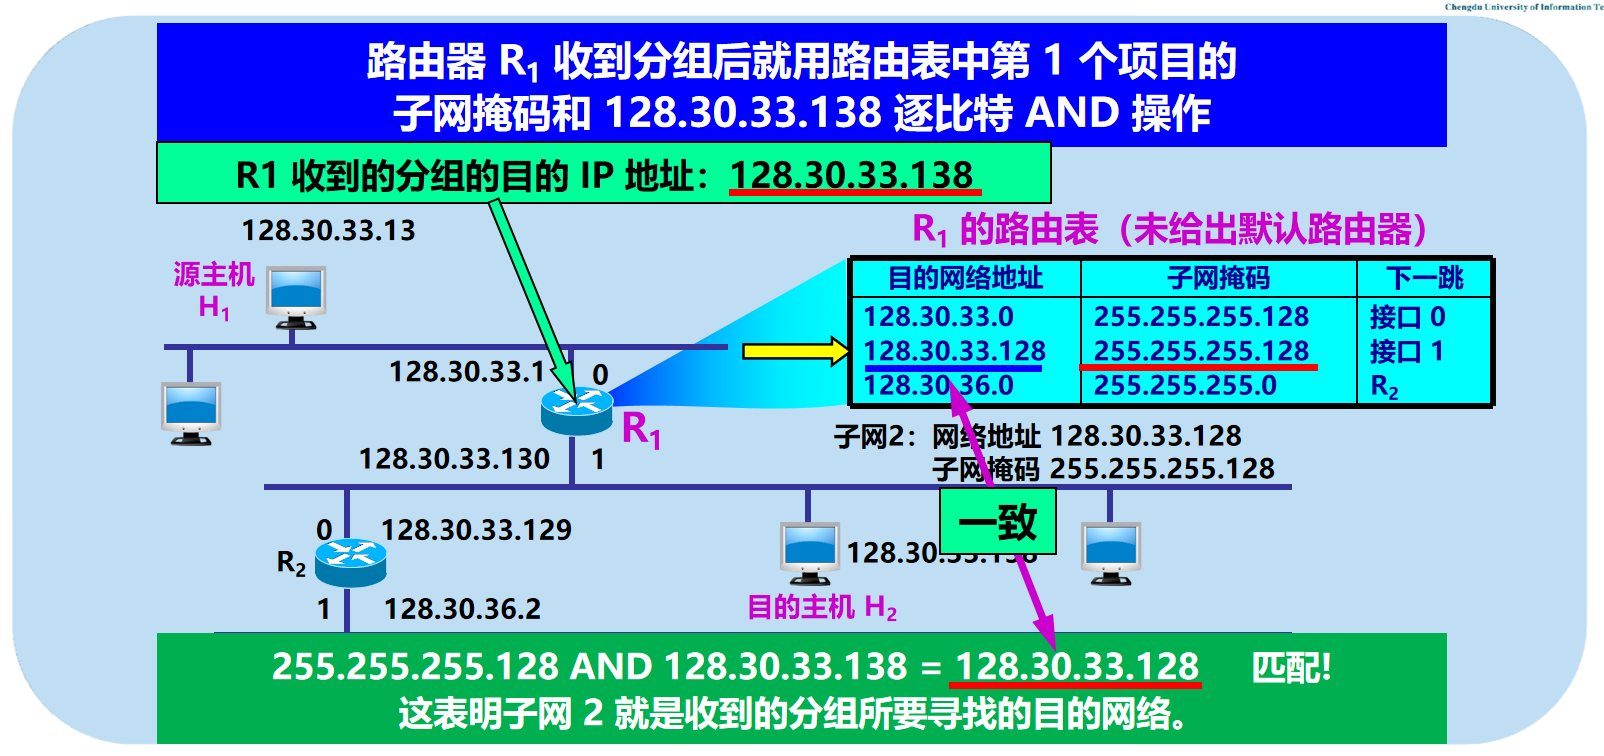 Chengdu University of Information Te
路由器 R1 收到分组后就用路由表中第 1 个项目的
子网掩码和 128.30.33.138 逐比特 AND 操作
R1 收到的分组的目的 IP 地址：128.30.33.138
128.30.33.13
R1 的路由表（未给出默认路由器）
源主机
H1
目的网络地址 子网掩码 下一跳
128.30.33.0 255.255.255.128 接口 0
128.30.33.128 255.255.255.128 接口 1
128.30.36.0 255.255.255.0 R2
128.30.33.1
0
R1
子网2：网络地址 128.30.33.128
子网掩码 255.255.255.128
128.30.33.130
1
一致
0
128.30.33.129
R2
128.30.33.138
1
128.30.36.2
目的主机 H2
255.255.255.128 AND 128.30.33.138 = 128.30.33.128 匹配!
这表明子网 2 就是收到的分组所要寻找的目的网络。